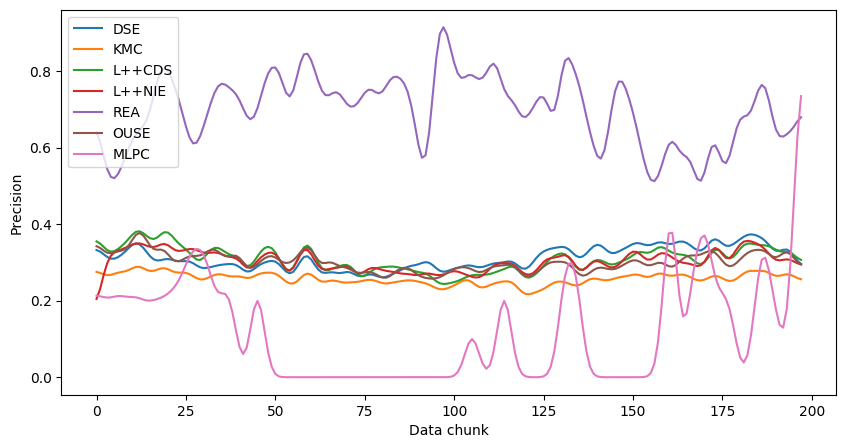 DSE
KMC
L++CDS
L++NIE
REA
OUSE
MLPC
Precision
0.8
0.6
0.4
0.2
0.0
0 25 50 75 100 125 150 175 200
Data chunk